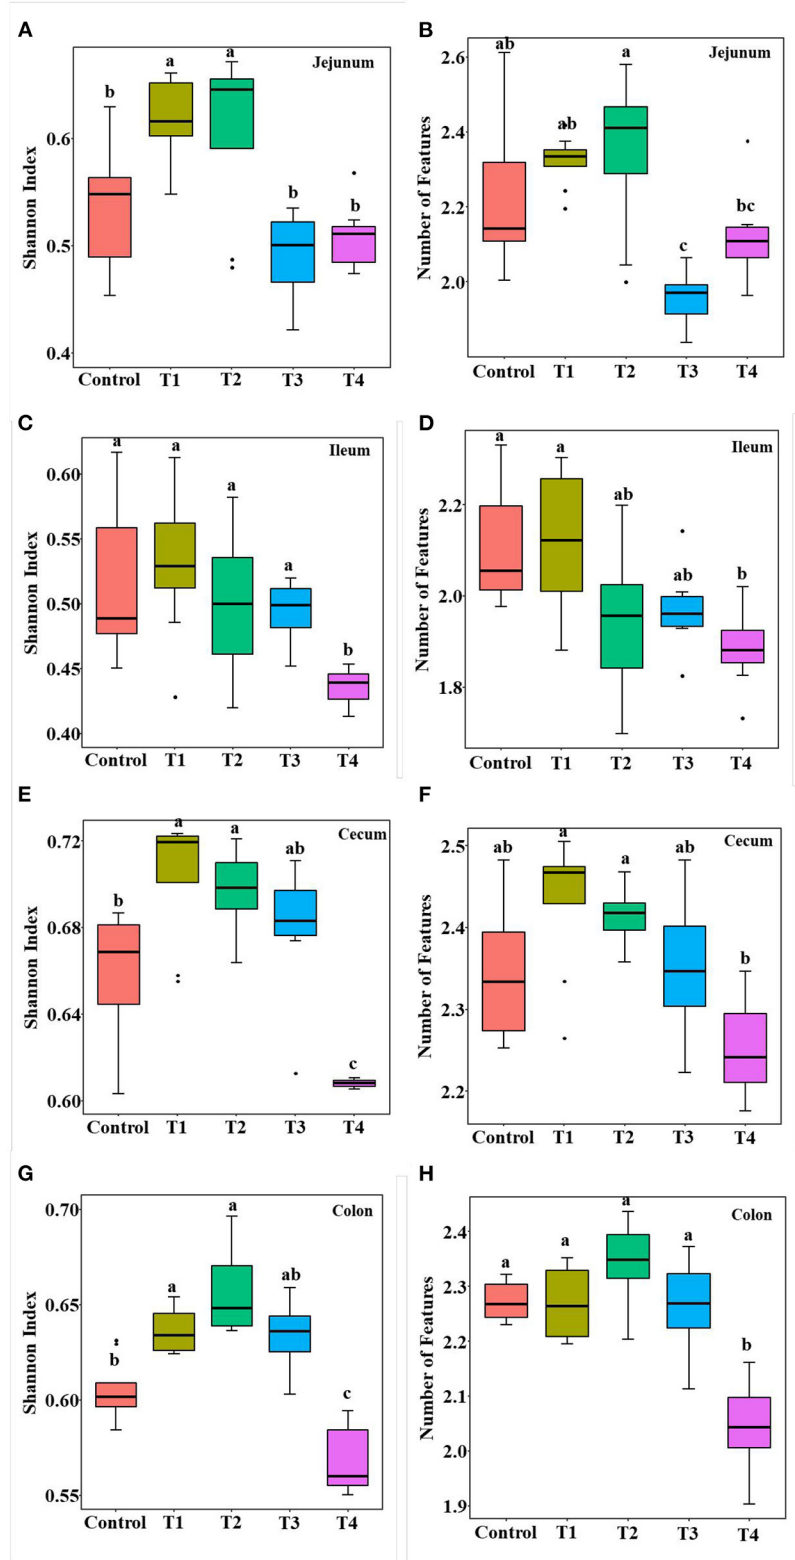 A
Jejunum
Shannon Index
0.6
0.5
0.4
b
a
a
b
b
Control T1 T2 T3 T4
B
Jejunum
Number of Features
2.6
2.4
2.2
2.0
ab
ab
a
c
bc
Control T1 T2 T3 T4
C
Ileum
Shannon Index
0.60
0.55
0.50
0.45
0.40
a
a
a
a
b
Control T1 T2 T3 T4
D
Ileum
Number of Features
2.2
2.0
1.8
a
a
ab
ab
b
Control T1 T2 T3 T4
E
Cecum
Shannon Index
0.72
0.68
0.64
0.60
b
a
a
ab
c
Control T1 T2 T3 T4
F
Cecum
Number of Features
2.5
2.4
2.3
2.2
ab
a
a
ab
b
Control T1 T2 T3 T4
G
Colon
Shannon Index
0.70
0.65
0.60
0.55
b
a
a
ab
c
Control T1 T2 T3 T4
H
Colon
Number of Features
2.4
2.3
2.2
2.1
2.0
1.9
a
a
a
a
b
Control T1 T2 T3 T4